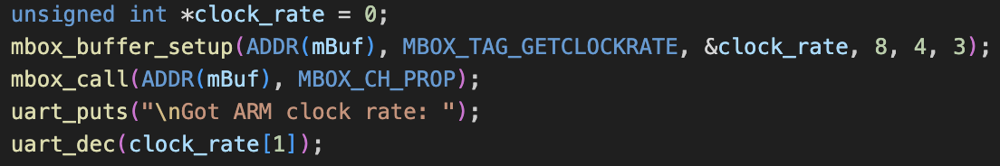 unsigned int *clock_rate = 0;
mbox_buffer_setup(ADDR(mBuf), MBOX_TAG_GETCLOCKRATE, &clock_rate, 8, 4, 3);
mbox_call(ADDR(mBuf), MBOX_CH_PROP);
uart_puts("\nGot ARM clock rate: ");
uart_dec(clock_rate[1]);